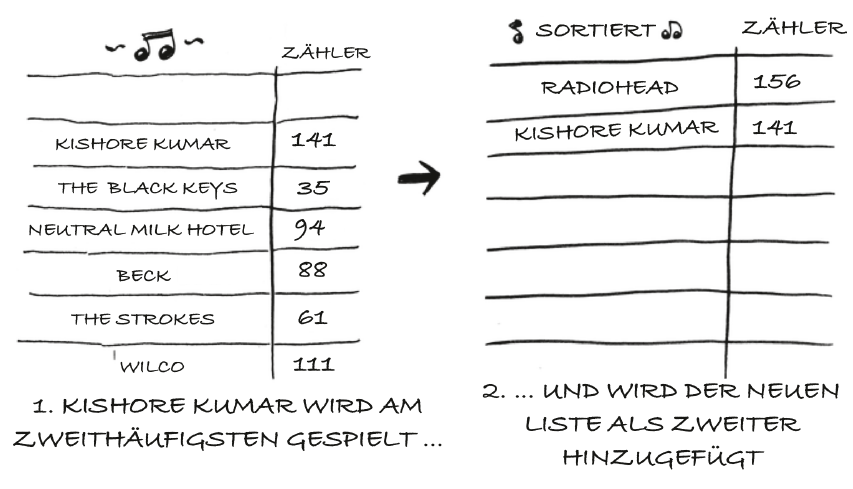 ZÄHLER
KISHORE KUMAR 141
THE BLACK KEYS 35
NEUTRAL MILK HOTEL 94
BECK 88
THE STROKES 61
WILCO 111
1. KISHORE KUMAR WIRD AM
ZWEITHÄUFIGSTEN GESPIELT ...
SORTIERT ZÄHLER
RADIOHEAD 156
KISHORE KUMAR 141
2. ... UND WIRD DER NEUEN
LISTE ALS ZWEITER
HINZUGEFÜGT